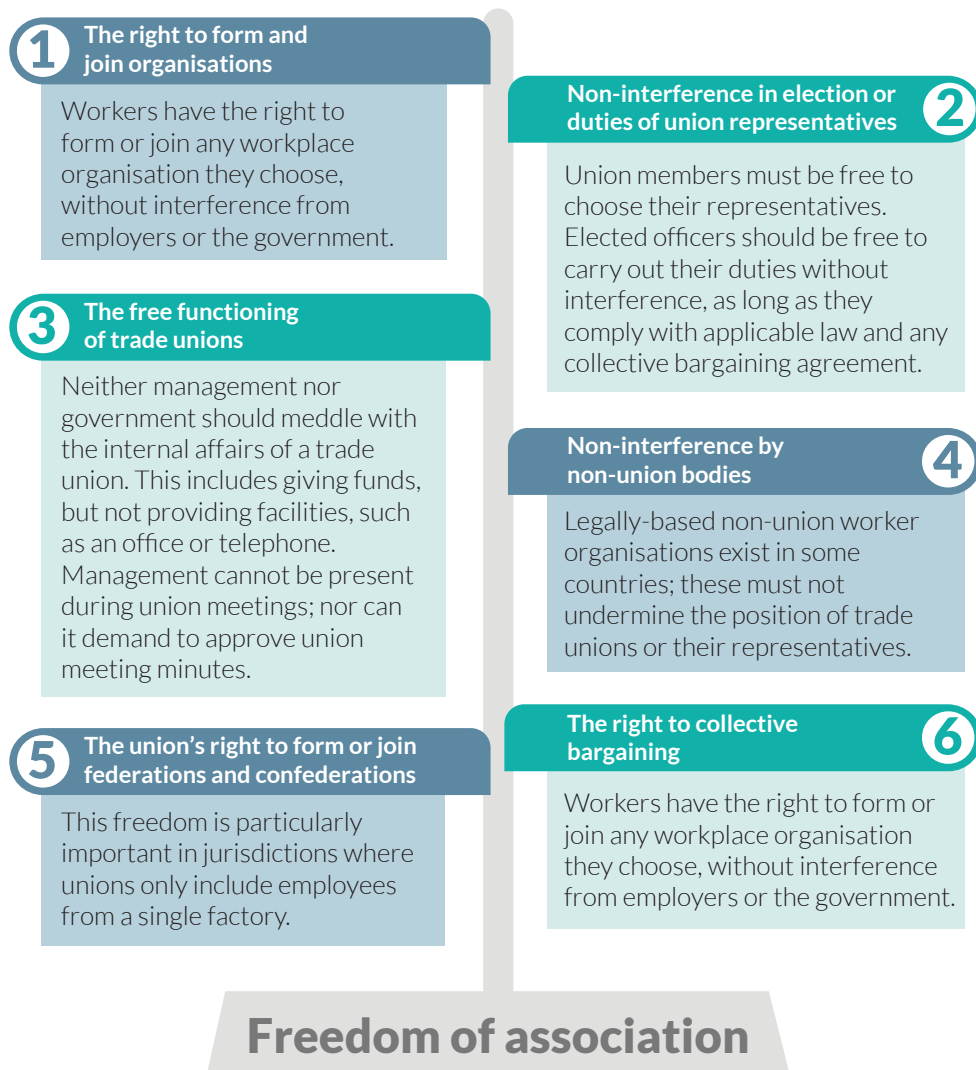 1
The right to form and
join organisations
Workers have the right to
form or join any workplace
organisation they choose,
without interference from
employers or the government.
Non-interference in election or
duties of union representatives
2
Union members must be free to
choose their representatives.
Elected officers should be free to
carry out their duties without
interference, as long as they
comply with applicable law and any
collective bargaining agreement.
3
The free functioning
of trade unions
Neither management nor
government should meddle with
the internal affairs of a trade
union. This includes giving funds,
but not providing facilities, such
as an office or telephone.
Management cannot be present
during union meetings; nor can
it demand to approve union
meeting minutes.
Non-interference by
non-union bodies
4
Legally-based non-union worker
organisations exist in some
countries; these must not
undermine the position of trade
unions or their representatives.
5
The union's right to form or join
federations and confederations
This freedom is particularly
important in jurisdictions where
unions only include employees
from a single factory.
The right to collective
bargaining
6
Workers have the right to form or
join any workplace organisation
they choose, without interference
from employers or the government.
Freedom of association